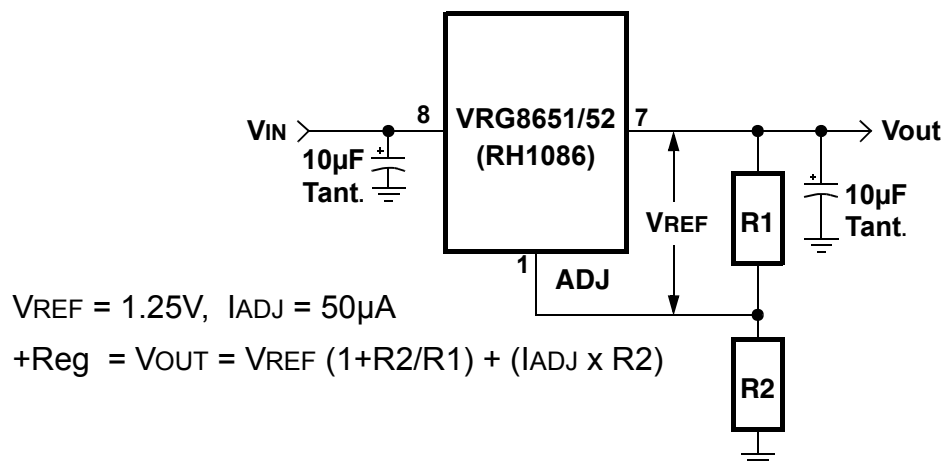 8
VRG8651/52
7
(RH1086)
VIN
Vout
10µF
Tant.
VREF
R1
10µF
Tant.
1
ADJ
VREF = 1.25V, IADJ = 50µA
+Reg = VOUT = VREF (1+R2/R1) + (IADJ x R2)
R2